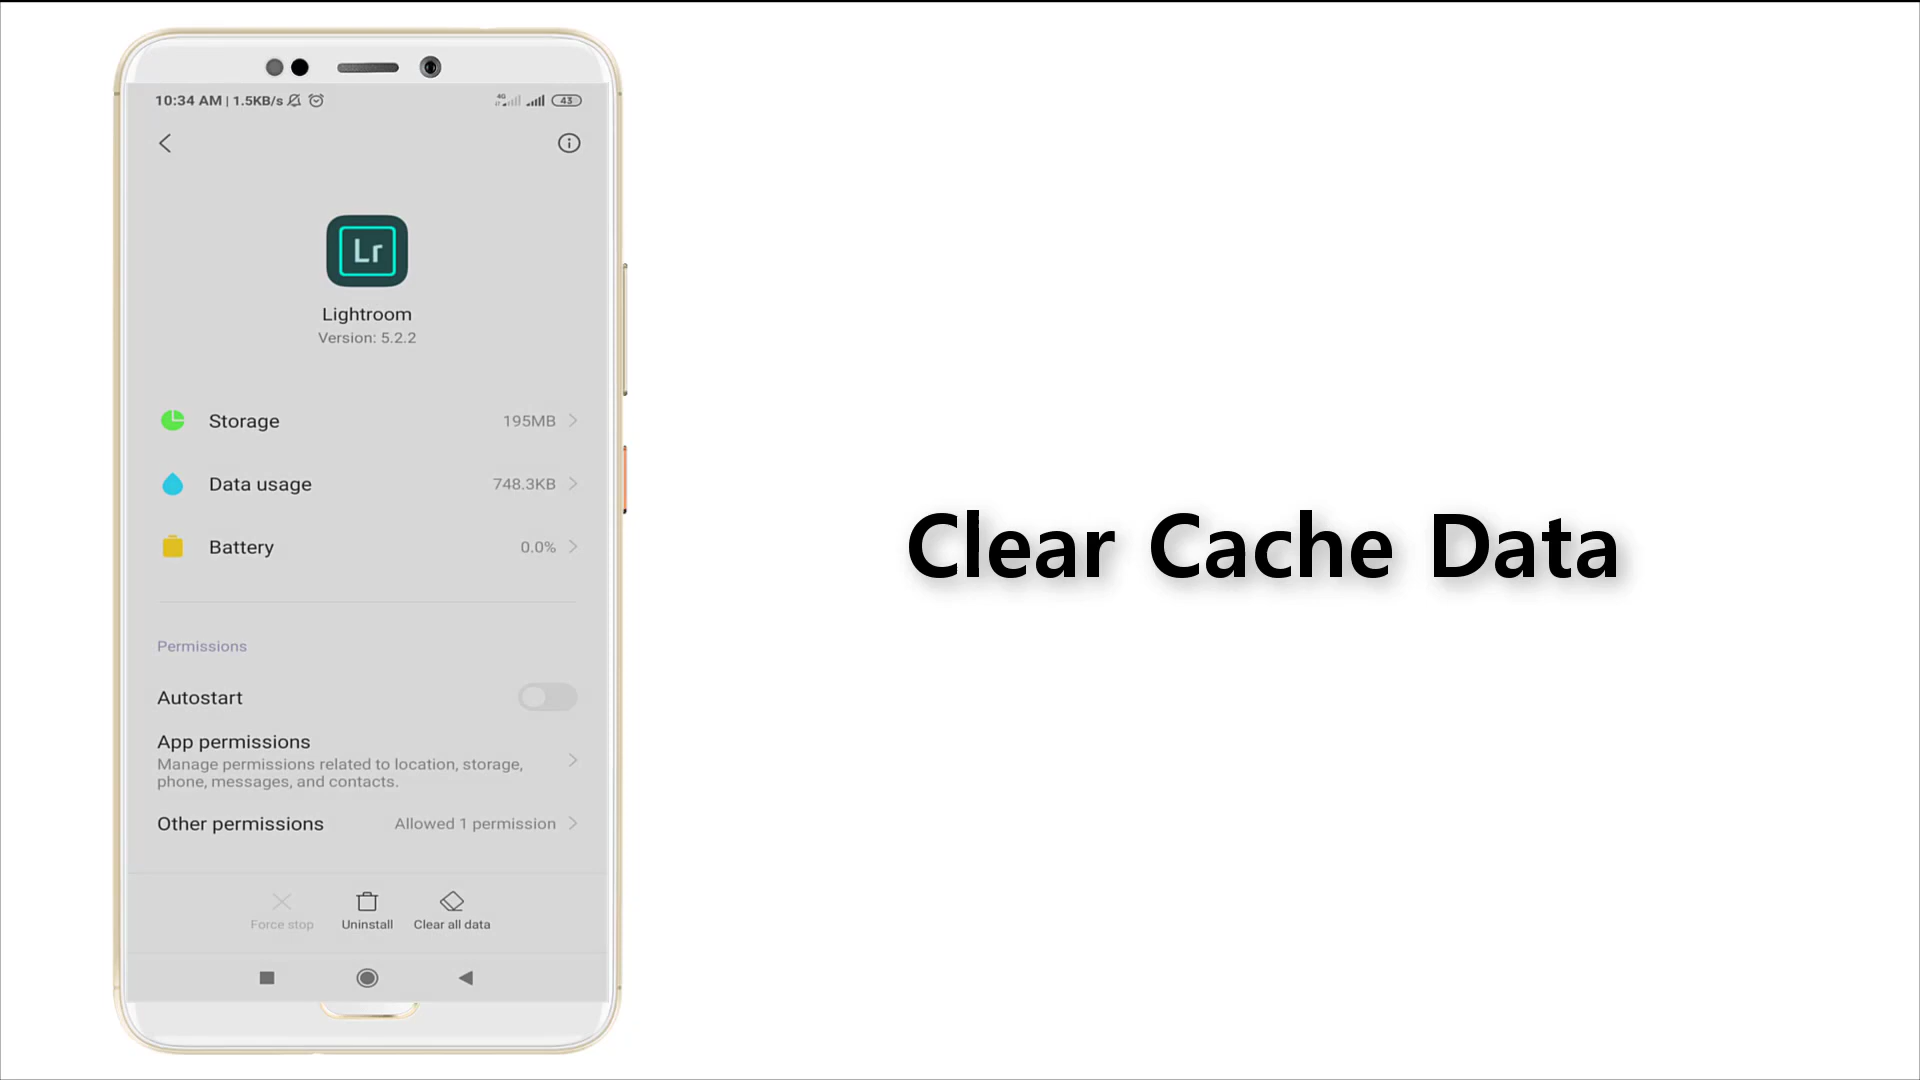 10:34 AM | 1.5KB/s
4G
43
Lr
Lightroom
Version: 5.2.2
Storage 195MB
Data usage 748.3KB
Battery 0.0%
Permissions
Autostart
App permissions
Manage permissions related to location, storage,
phone, messages, and contacts.
Other permissions Allowed 1 permission
Force stop Uninstall Clear all data
Clear Cache Data